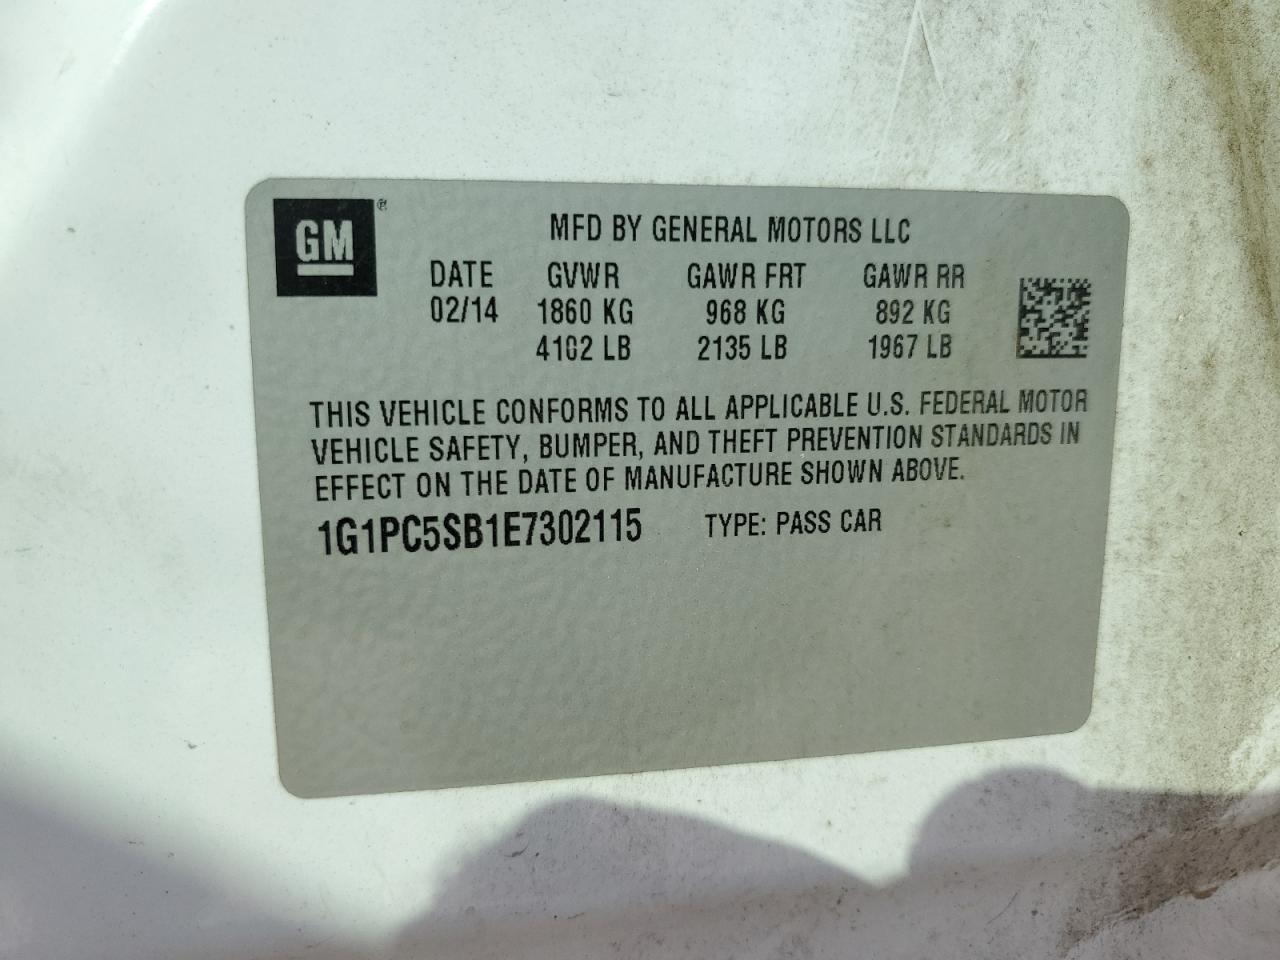 GM®
MFD BY GENERAL MOTORS LLC
DATE GVWR GAWR FRT GAWR RR
02/14 1860 KG 968 KG 892 KG
4102 LB 2135 LB 1967 LB
THIS VEHICLE CONFORMS TO ALL APPLICABLE U.S. FEDERAL MOTOR
VEHICLE SAFETY, BUMPER, AND THEFT PREVENTION STANDARDS IN
EFFECT ON THE DATE OF MANUFACTURE SHOWN ABOVE.
1G1PC5SB1E7302115 TYPE: PASS CAR